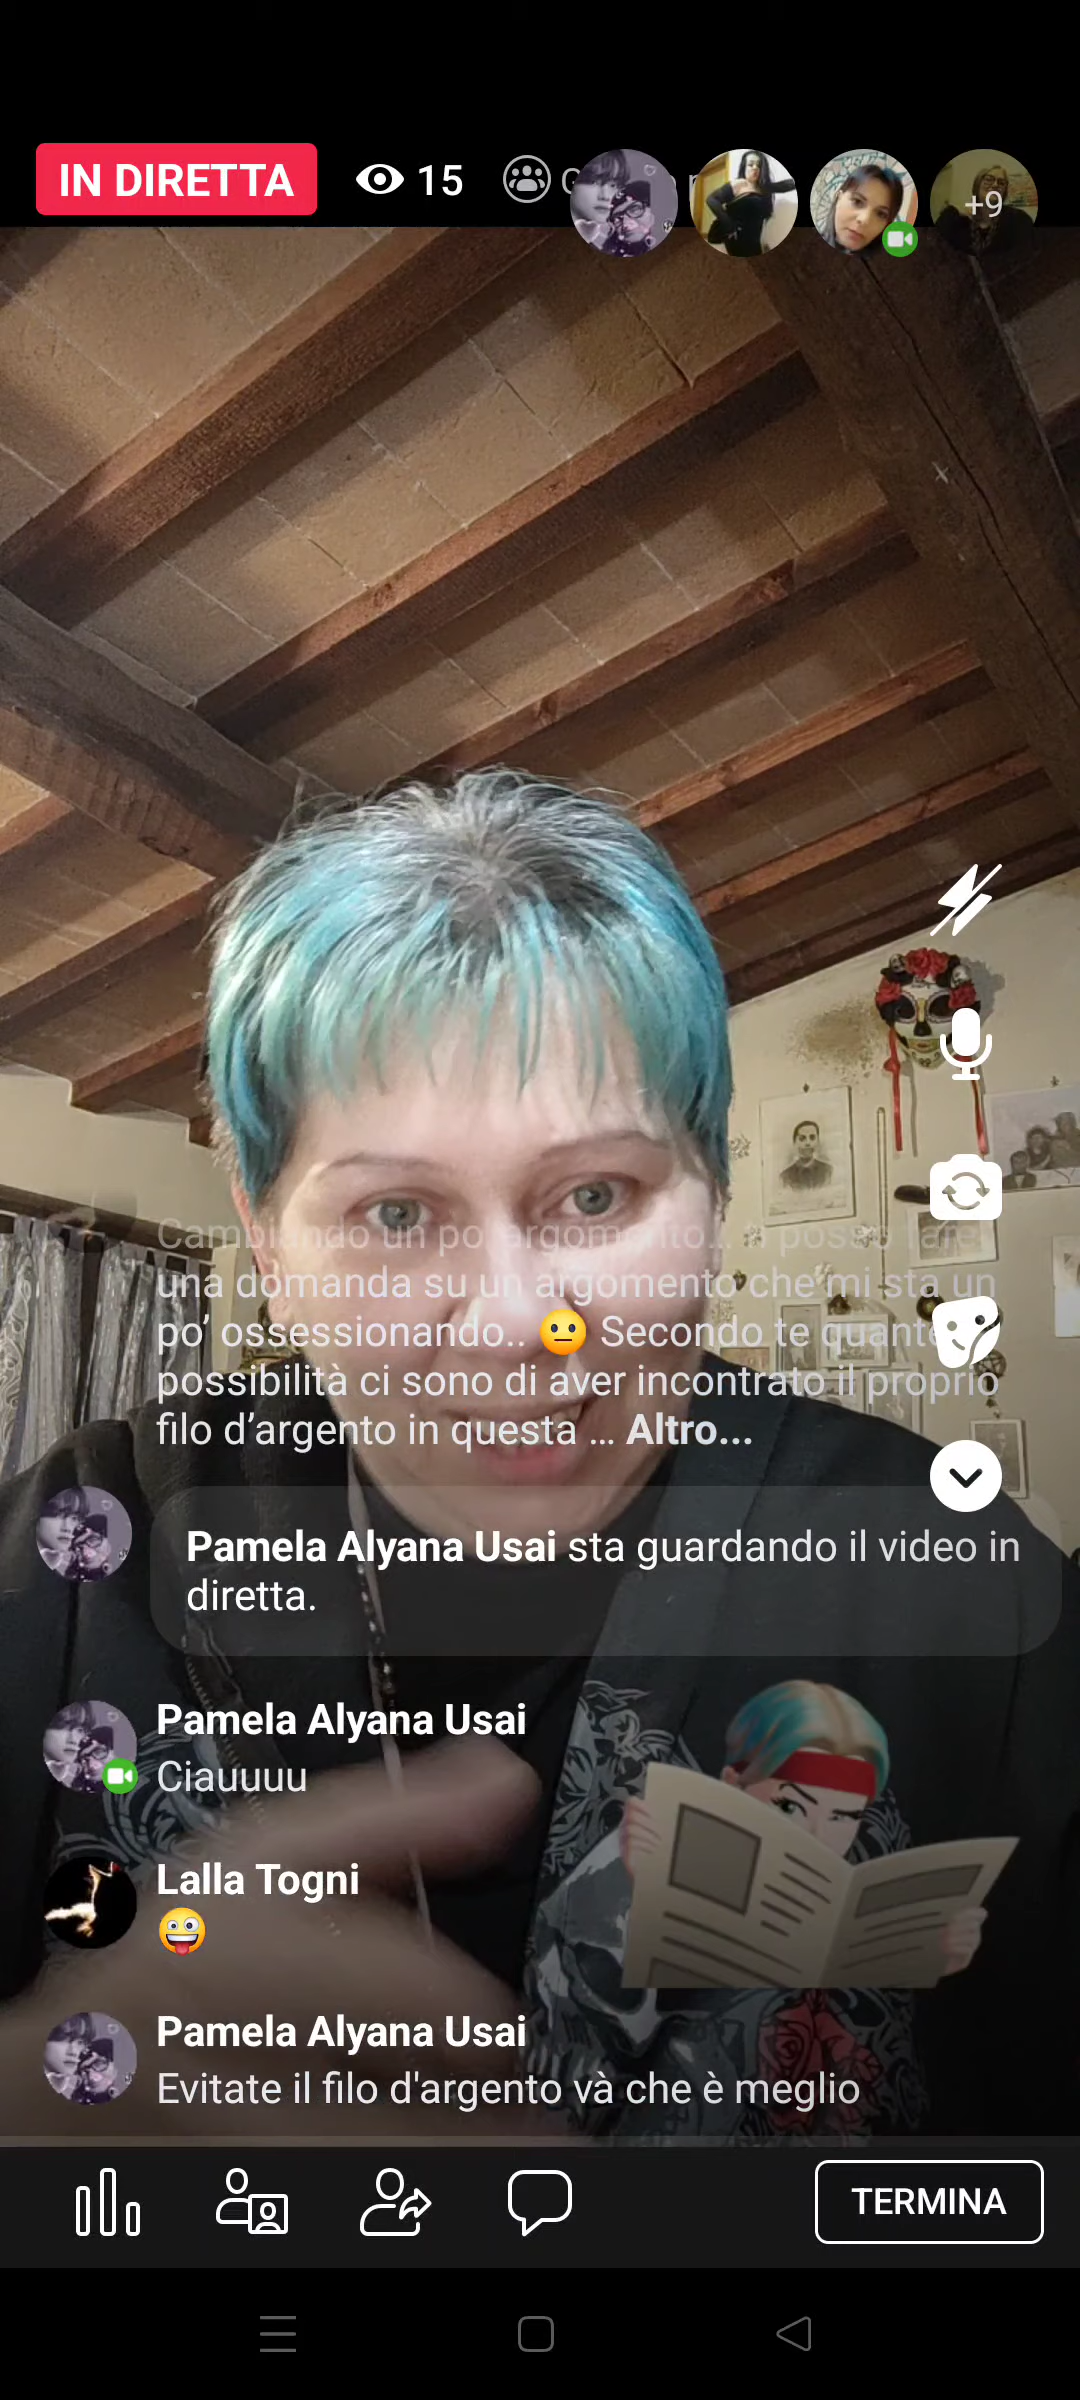 IN DIRETTA
15
+9
Cambiando un po' argomento.. ti posso fare
una domanda su un argomento che mi sta un
po’ ossessionando.. 😐 Secondo te quante
possibilità ci sono di aver incontrato il proprio
filo d’argento in questa ... Altro...
Pamela Alyana Usai sta guardando il video in
diretta.
Pamela Alyana Usai
Ciauuuu
Lalla Togni
🤪
Pamela Alyana Usai
Evitate il filo d'argento và che è meglio
TERMINA